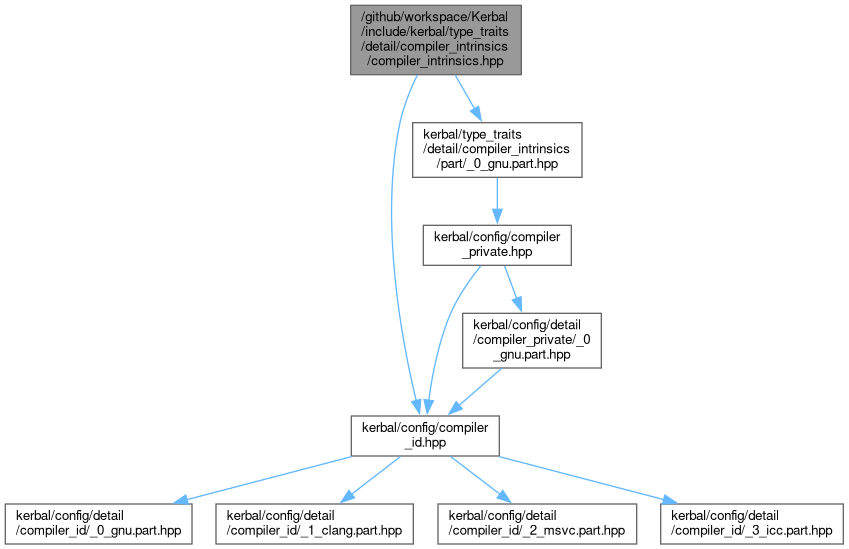 /github/workspace/Kerbal
/include/kerbal/type_traits
/detail/compiler_intrinsics
/compiler_intrinsics.hpp
kerbal/type_traits
/detail/compiler_intrinsics
/part/_0_gnu.part.hpp
kerbal/config/compiler
_private.hpp
kerbal/config/detail
/compiler_private/_0
_gnu.part.hpp
kerbal/config/compiler
_id.hpp
kerbal/config/detail
/compiler_id/_0_gnu.part.hpp
kerbal/config/detail
/compiler_id/_1_clang.part.hpp
kerbal/config/detail
/compiler_id/_2_msvc.part.hpp
kerbal/config/detail
/compiler_id/_3_icc.part.hpp